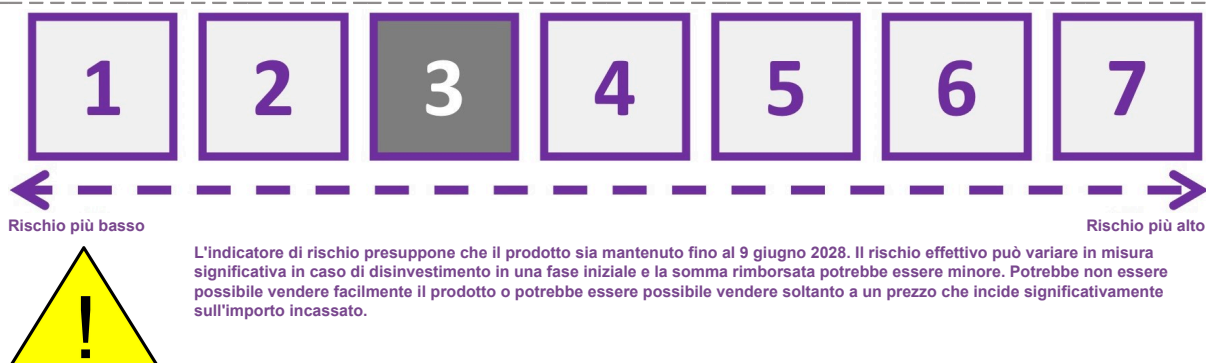 1 2 3 4 5 6 7
Rischio più basso Rischio più alto
L'indicatore di rischio presuppone che il prodotto sia mantenuto fino al 9 giugno 2028. Il rischio effettivo può variare in misura
significativa in caso di disinvestimento in una fase iniziale e la somma rimborsata potrebbe essere minore. Potrebbe non essere
possibile vendere facilmente il prodotto o potrebbe essere possibile vendere soltanto a un prezzo che incide significativamente
sull'importo incassato.
!